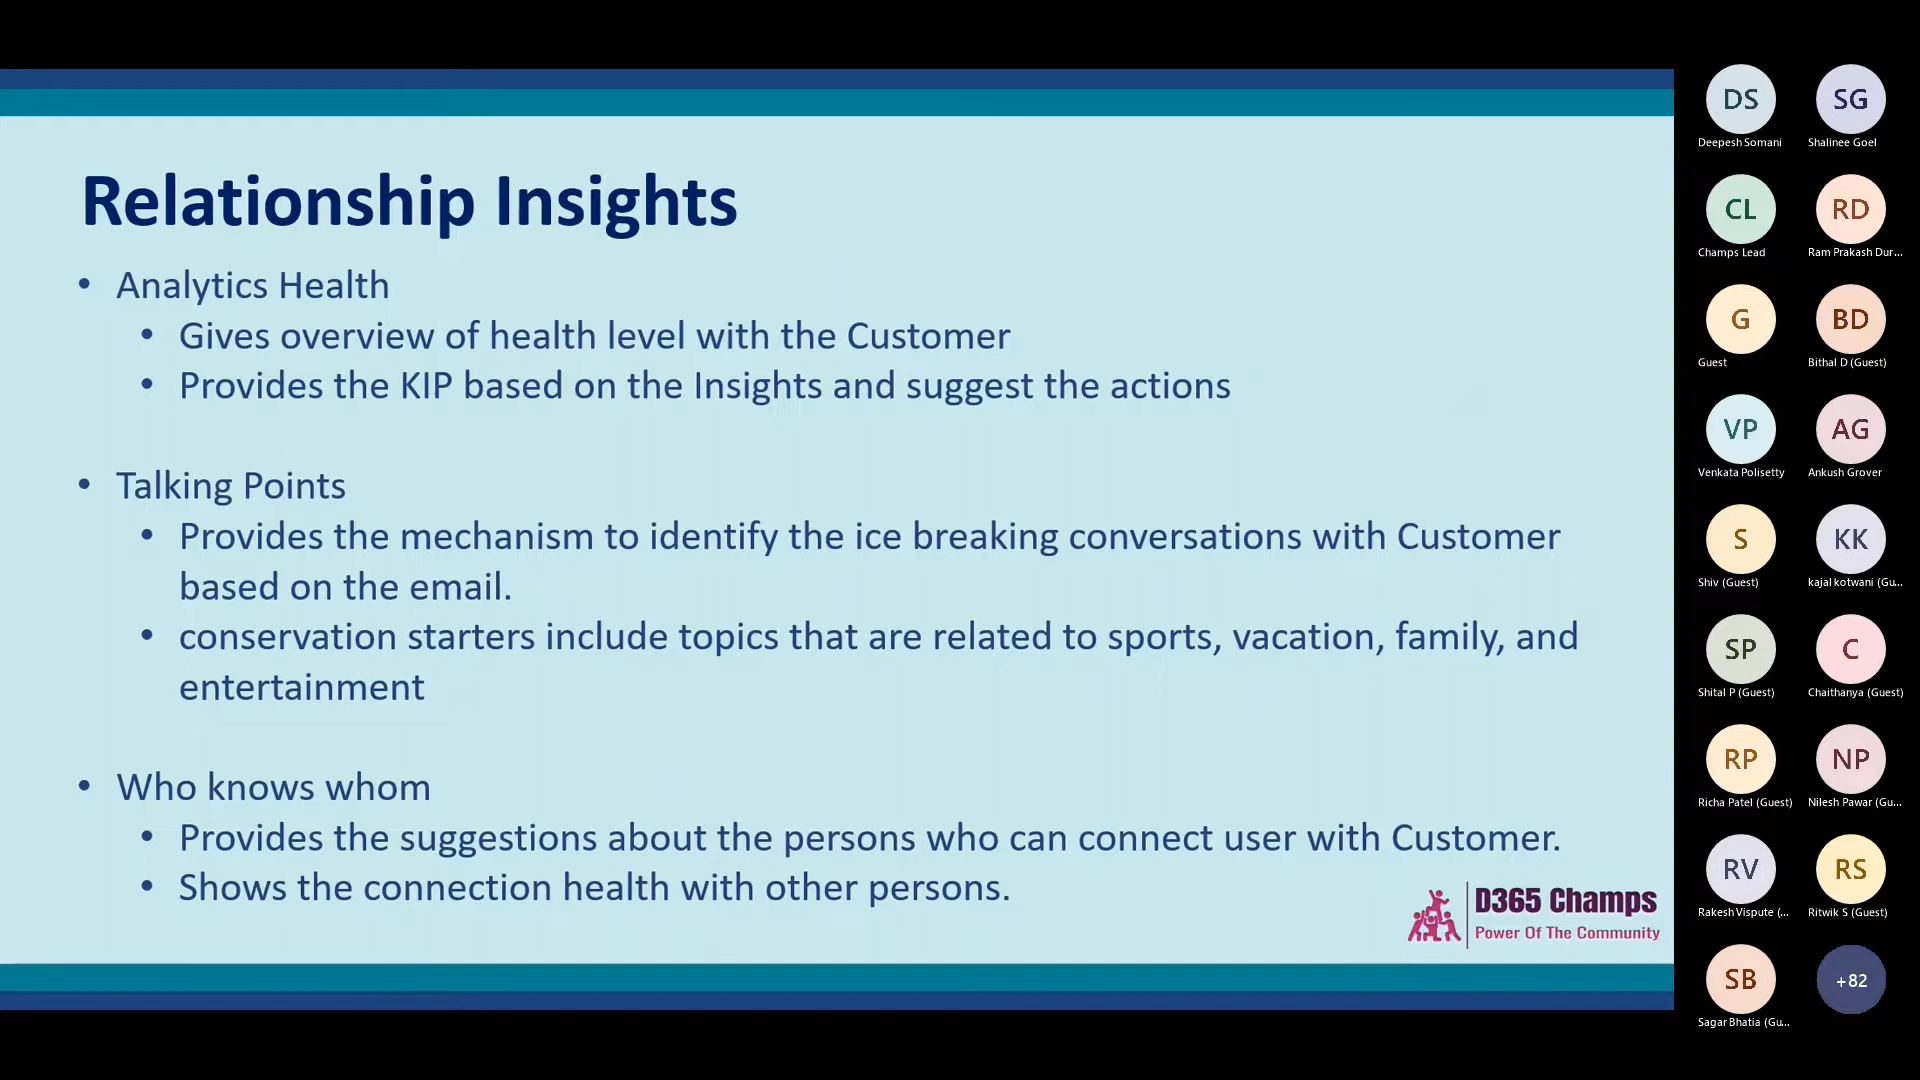 Relationship Insights
• Analytics Health
• Gives overview of health level with the Customer
• Provides the KIP based on the Insights and suggest the actions
• Talking Points
• Provides the mechanism to identify the ice breaking conversations with Customer
based on the email.
• conservation starters include topics that are related to sports, vacation, family, and
entertainment
• Who knows whom
• Provides the suggestions about the persons who can connect user with Customer.
• Shows the connection health with other persons.
D365 Champs
Power Of The Community
DS SG
Deepesh Somani Shalinee Goel
CL RD
Champs Lead Ram Prakash Dur...
G BD
Guest Bithal D (Guest)
VP AG
Venkata Polisetty Ankush Grover
S KK
Shiv (Guest) kajal kotwani (Gu...
SP C
Shital P (Guest) Chaithanya (Guest)
RP NP
Richa Patel (Guest) Nilesh Pawar (Gu...
RV RS
Rakesh Vispute (... Ritwik S (Guest)
SB +82
Sagar Bhatia (Gu...